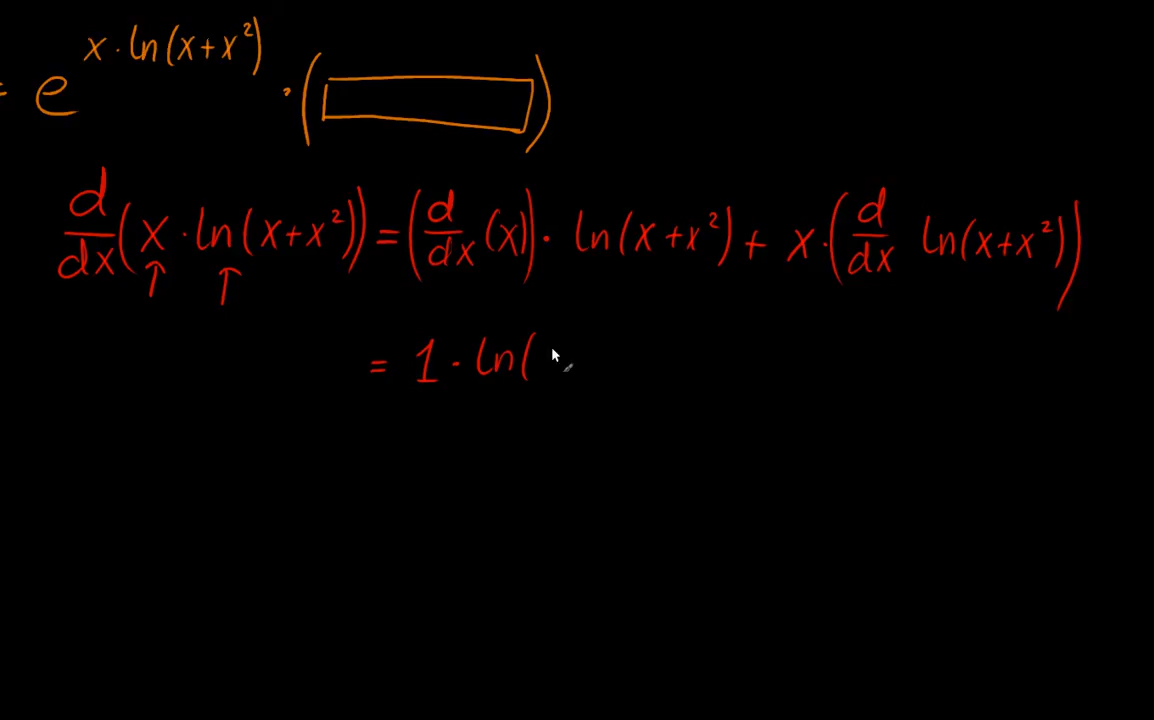 = e^{x · ln(x+x²)} · ( )
d/dx (x · ln(x+x²)) = (d/dx (x)) · ln(x+x²) + x · (d/dx ln(x+x²))
= 1 · ln(